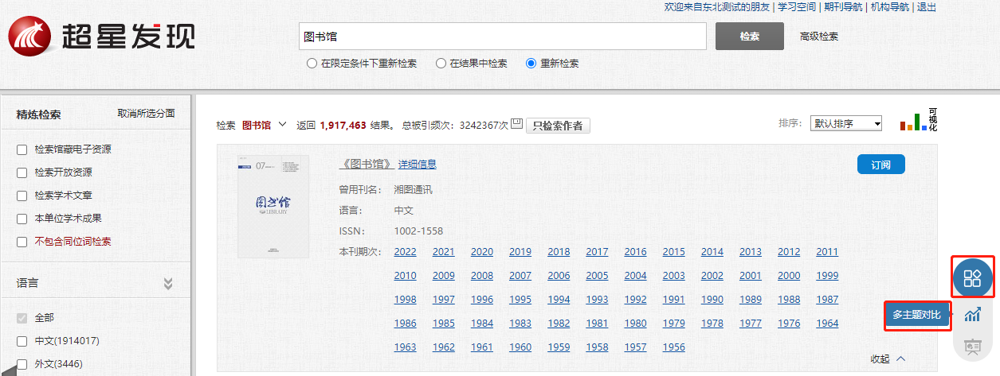 欢迎来自东北测试的朋友 | 学习空间 | 期刊导航 | 机构导航 | 退出
超星发现
图书馆
检索
高级检索
在限定条件下重新检索
在结果中检索
重新检索
精炼检索
取消所选分面
检索馆藏电子资源
检索开放资源
检索学术文章
本单位学术成果
不包含同位词检索
语言
全部
中文(1914017)
外文(3446)
检索 图书馆 返回 1,917,463 结果。 总被引频次：3242367次 只检索作者
排序： 默认排序
可视化
07
图书馆
LIBRARY
《图书馆》 详细信息
订阅
曾用刊名： 湘图通讯
语言： 中文
ISSN： 1002-1558
本刊期次： 2022 2021 2020 2019 2018 2017 2016 2015 2014 2013 2012 2011
2010 2009 2008 2007 2006 2005 2004 2003 2002 2001 2000 1999
1998 1997 1996 1995 1994 1993 1992 1991 1990 1989 1988 1987
1986 1985 1984 1983 1982 1981 1980 1979 1978 1977 1976 1964
1963 1962 1961 1960 1959 1958 1957 1956
收起
多主题对比